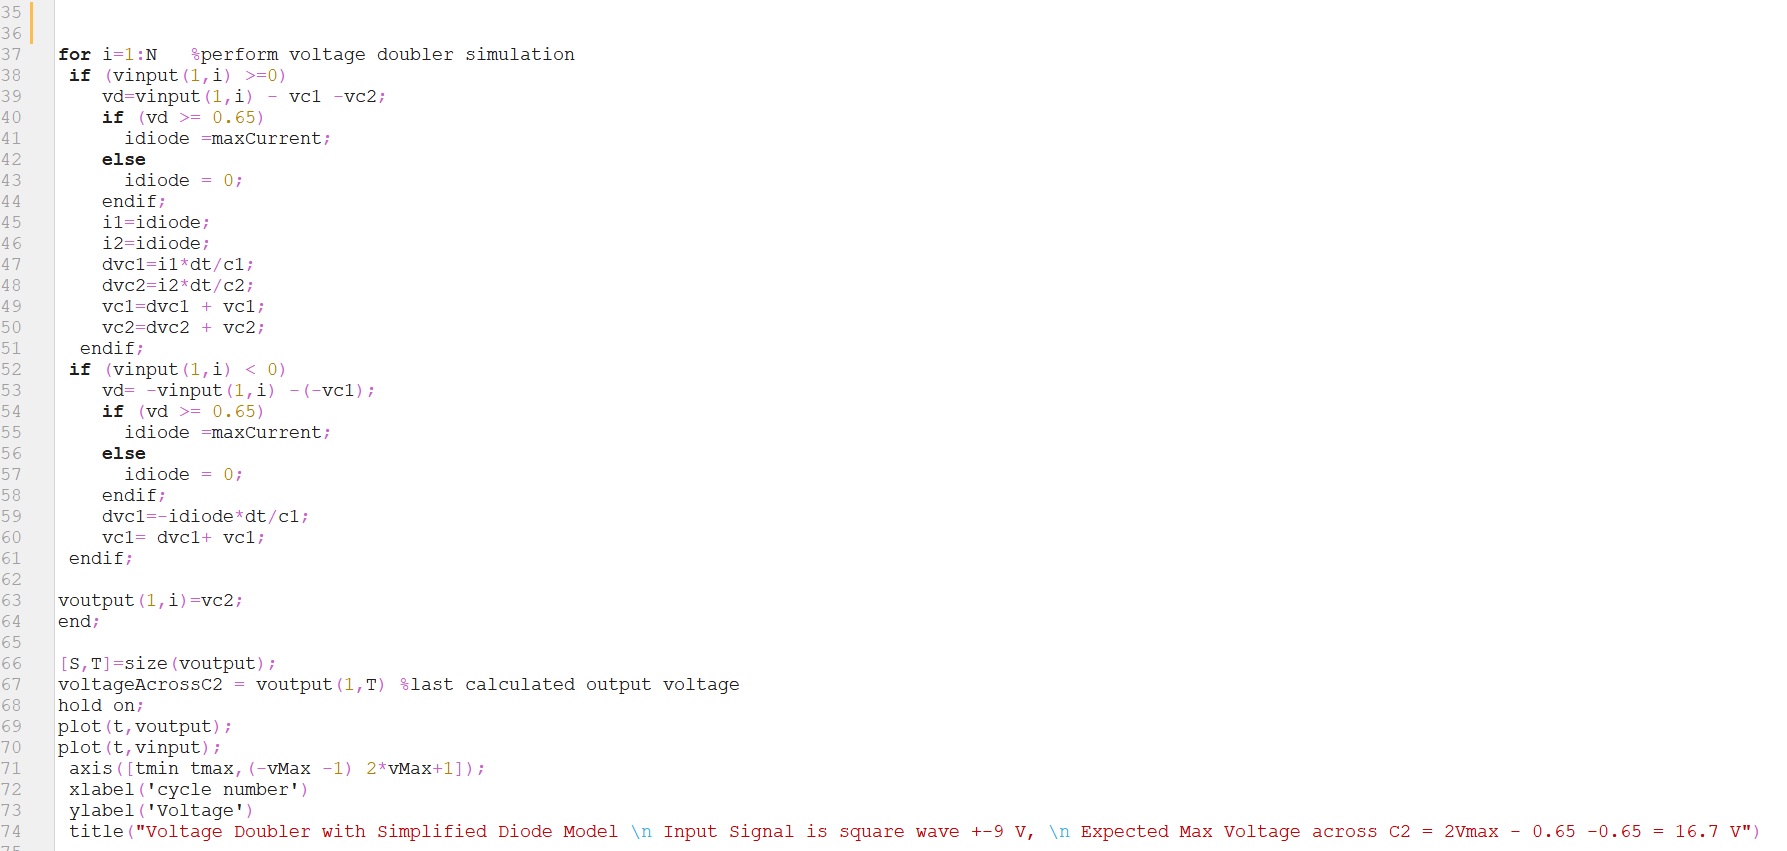 35
36
37 for i=1:N   %perform voltage doubler simulation
38 if (vinput(1,i) >=0)
39 vd=vinput(1,i) - vc1 -vc2;
40 if (vd >= 0.65)
41 idiode =maxCurrent;
42 else
43 idiode = 0;
44 endif;
45 i1=idiode;
46 i2=idiode;
47 dvc1=i1*dt/c1;
48 dvc2=i2*dt/c2;
49 vc1=dvc1 + vc1;
50 vc2=dvc2 + vc2;
51 endif;
52 if (vinput(1,i) < 0)
53 vd= -vinput(1,i) -(-vc1);
54 if (vd >= 0.65)
55 idiode =maxCurrent;
56 else
57 idiode = 0;
58 endif;
59 dvc1=-idiode*dt/c1;
60 vc1= dvc1+ vc1;
61 endif;
62
63 voutput(1,i)=vc2;
64 end;
65
66 [S,T]=size(voutput);
67 voltageAcrossC2 = voutput(1,T) %last calculated output voltage
68 hold on;
69 plot(t,voutput);
70 plot(t,vinput);
71 axis([tmin tmax,(-vMax -1) 2*vMax+1]);
72 xlabel('cycle number')
73 ylabel('Voltage')
74 title("Voltage Doubler with Simplified Diode Model \n Input Signal is square wave +-9 V, \n Expected Max Voltage across C2 = 2Vmax - 0.65 -0.65 = 16.7 V")